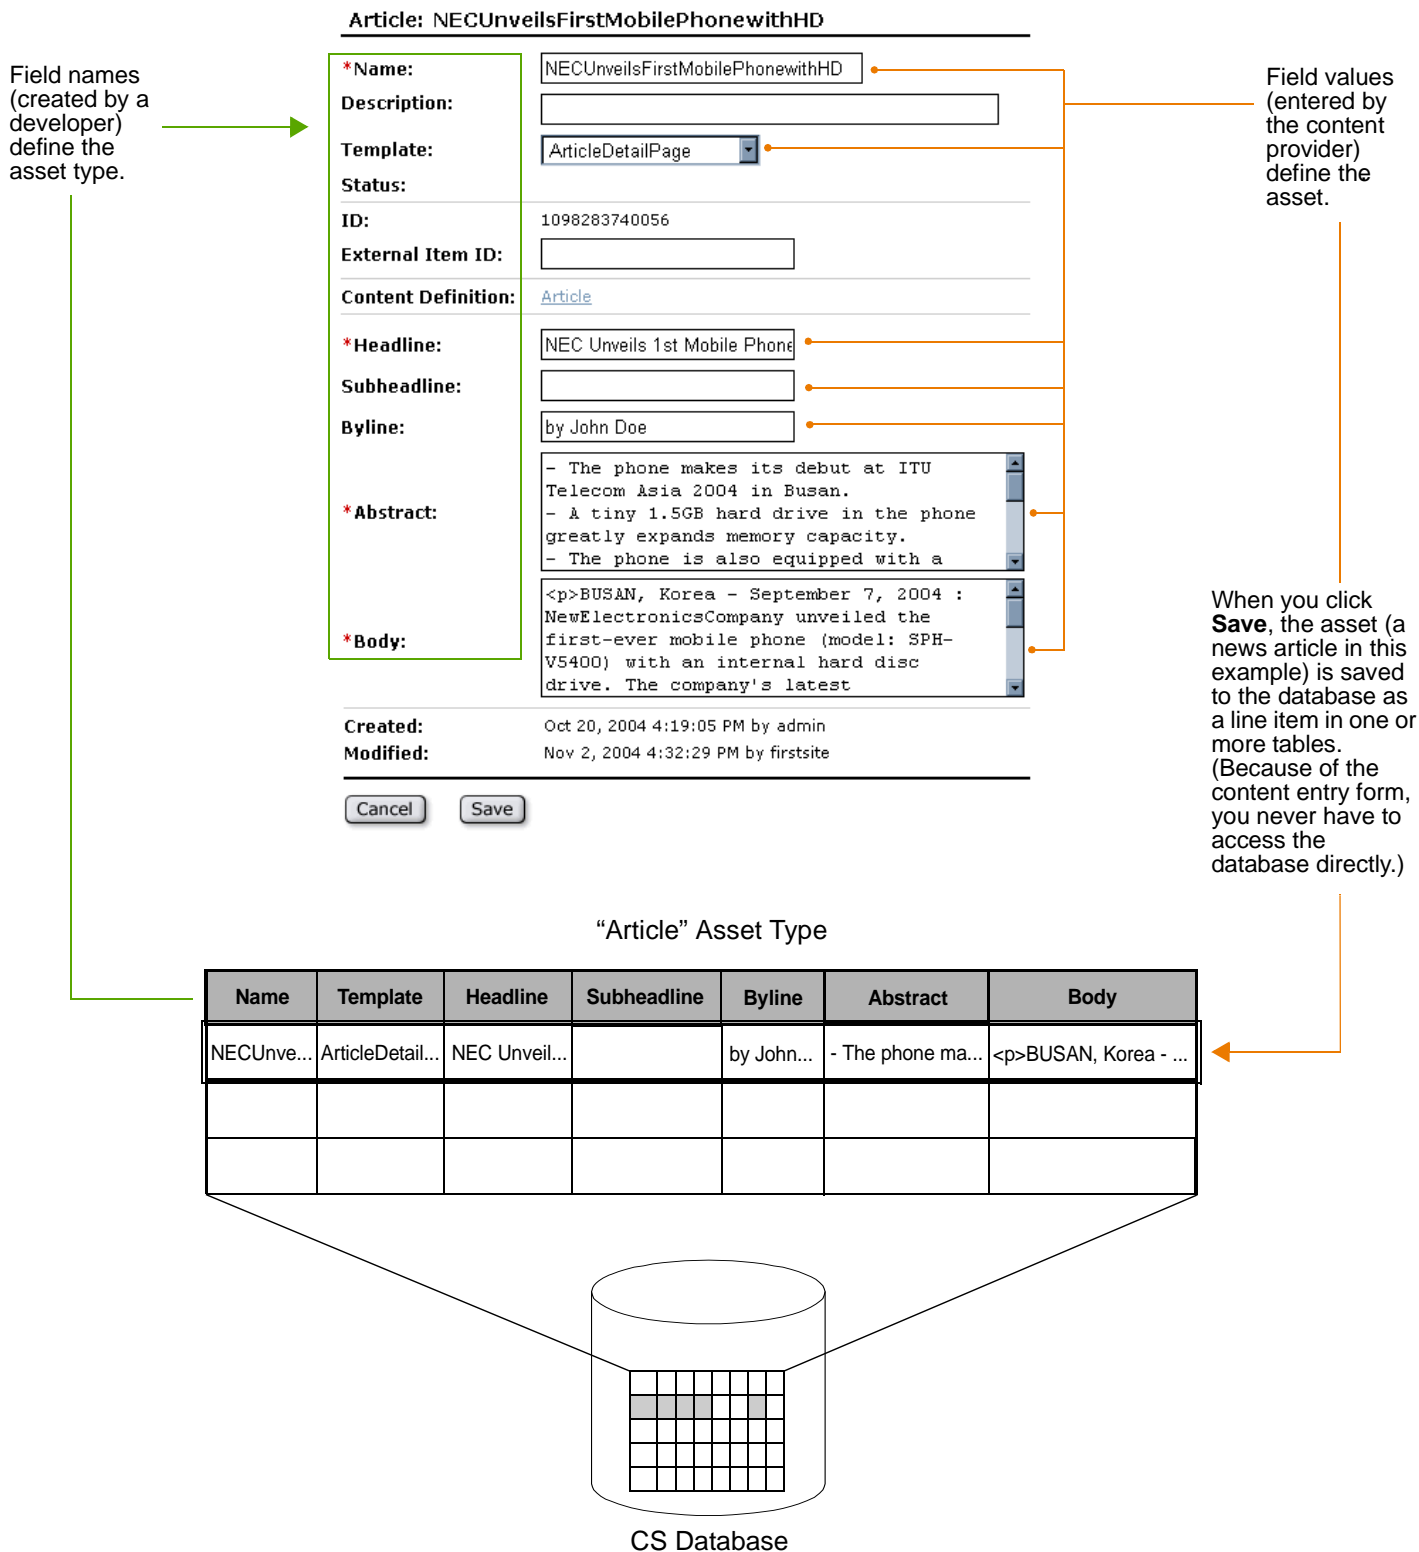 Article: NECUnveilsFirstMobilePhonewithHD
Field names
(created by a
developer)
define the
asset type.
*Name:
NECUnveilsFirstMobilePhonewithHD
Description:
Template:
ArticleDetailPage
Status:
ID:
1098283740056
External Item ID:
Content Definition:
Article
*Headline:
NEC Unveils 1st Mobile Phone
Subheadline:
Byline:
by John Doe
*Abstract:
- The phone makes its debut at ITU
Telecom Asia 2004 in Busan.
- A tiny 1.5GB hard drive in the phone
greatly expands memory capacity.
- The phone is also equipped with a
*Body:
<p>BUSAN, Korea - September 7, 2004 :
NewElectronicsCompany unveiled the
first-ever mobile phone (model: SPH-
V5400) with an internal hard disc
drive. The company's latest
Created:
Oct 20, 2004 4:19:05 PM by admin
Modified:
Nov 2, 2004 4:32:29 PM by firstsite
Cancel
Save
Field values
(entered by
the content
provider)
define the
asset.
When you click
Save, the asset (a
news article in this
example) is saved
to the database as
a line item in one or
more tables.
(Because of the
content entry form,
you never have to
access the
database directly.)
“Article” Asset Type
Name Template Headline Subheadline Byline Abstract Body
NECUnve... ArticleDetail... NEC Unveil... by John... - The phone ma... <p>BUSAN, Korea - ...
CS Database